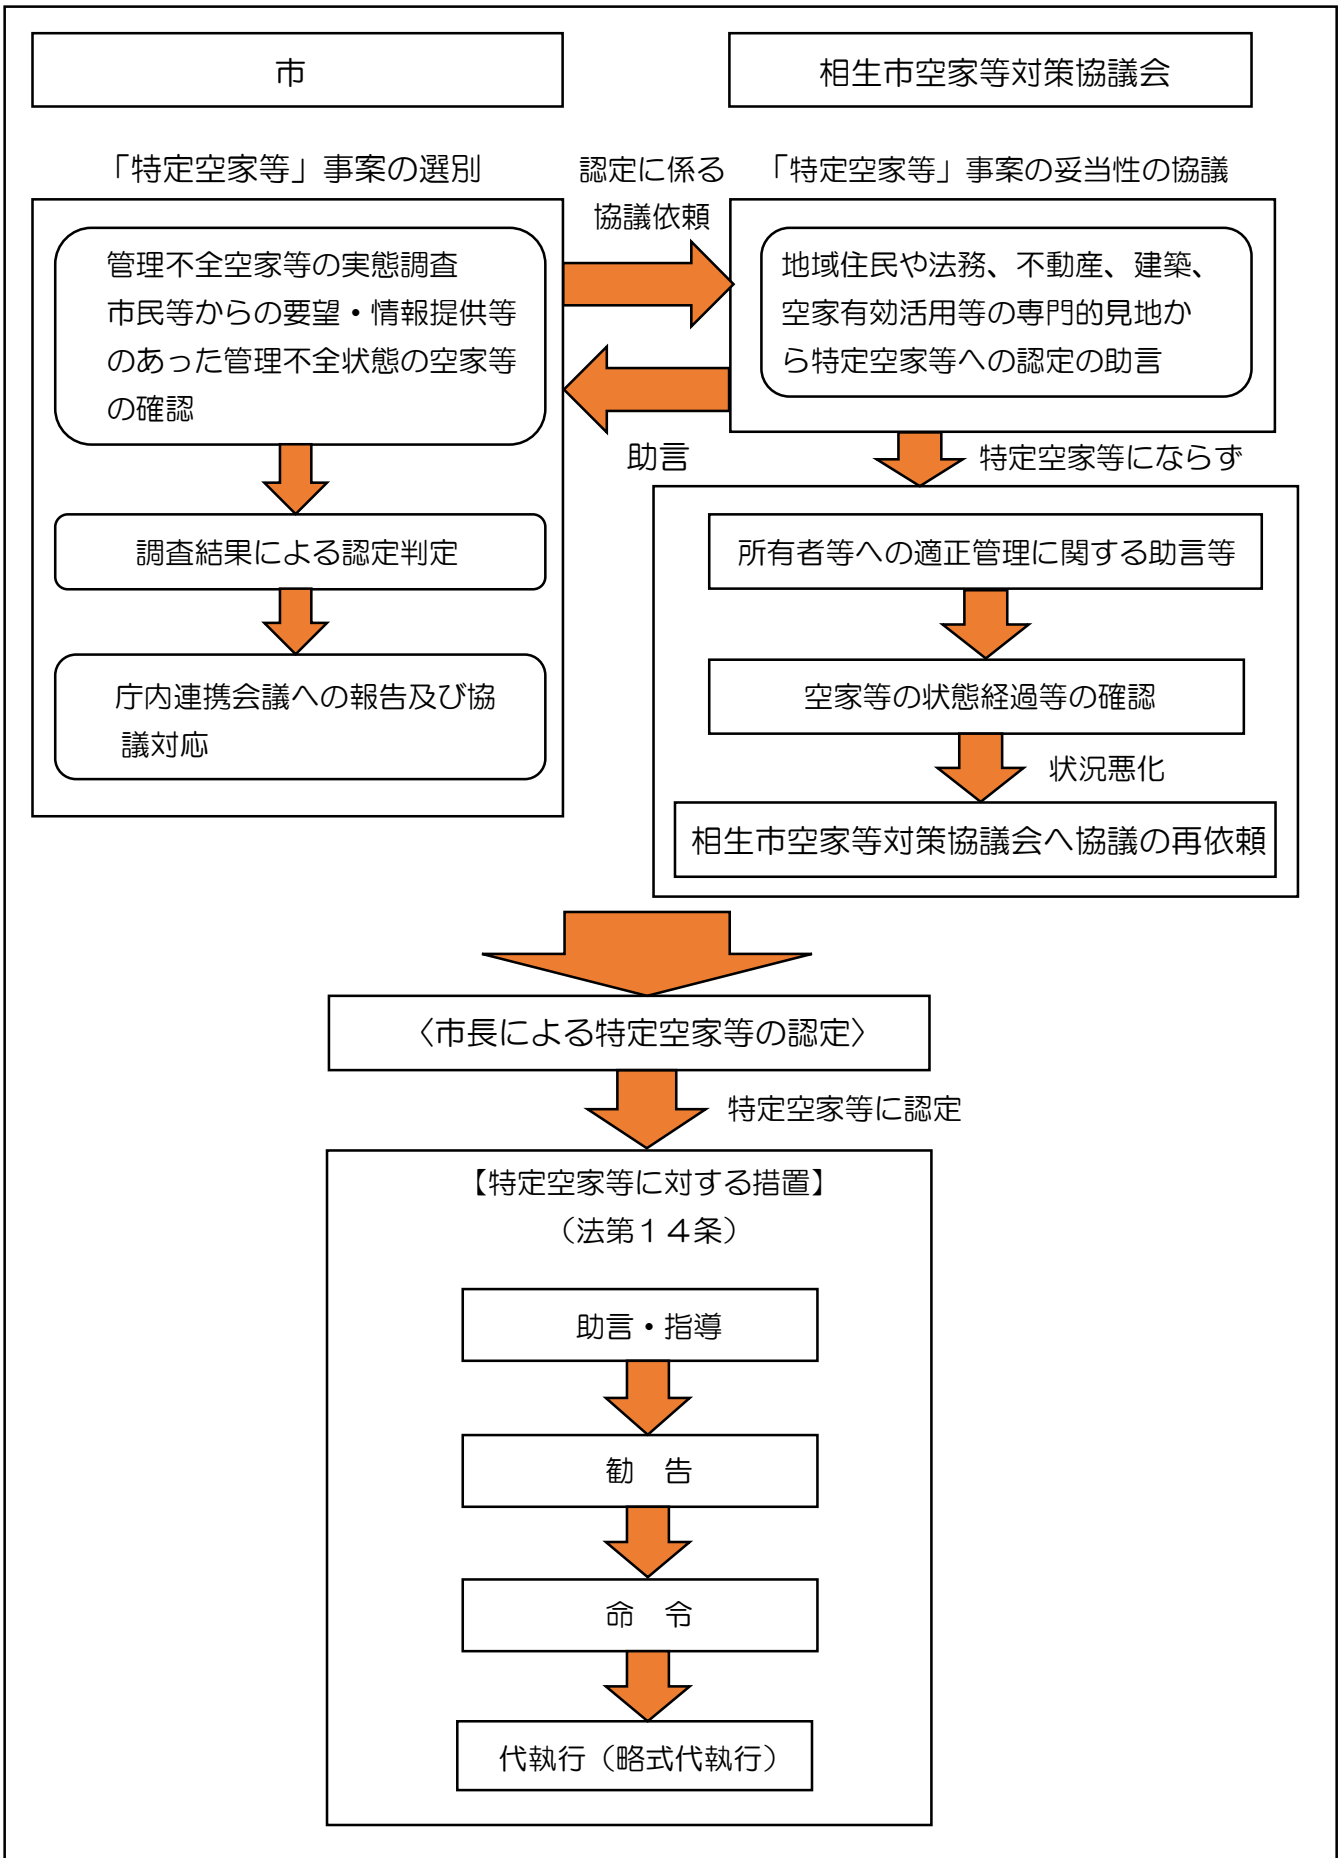 市
相生市空家等対策協議会
「特定空家等」事案の選別
認定に係る
協議依頼
「特定空家等」事案の妥当性の協議
管理不全空家等の実態調査
市民等からの要望・情報提供等
のあった管理不全状態の空家等
の確認
地域住民や法務、不動産、建築、
空家有効活用等の専門的見地か
ら特定空家等への認定の助言
助言
特定空家等にならず
調査結果による認定判定
庁内連携会議への報告及び協
議対応
所有者等への適正管理に関する助言等
空家等の状態経過等の確認
状況悪化
相生市空家等対策協議会へ協議の再依頼
〈市長による特定空家等の認定〉
特定空家等に認定
【特定空家等に対する措置】
（法第１４条）
助言・指導
勧　告
命　令
代執行（略式代執行）